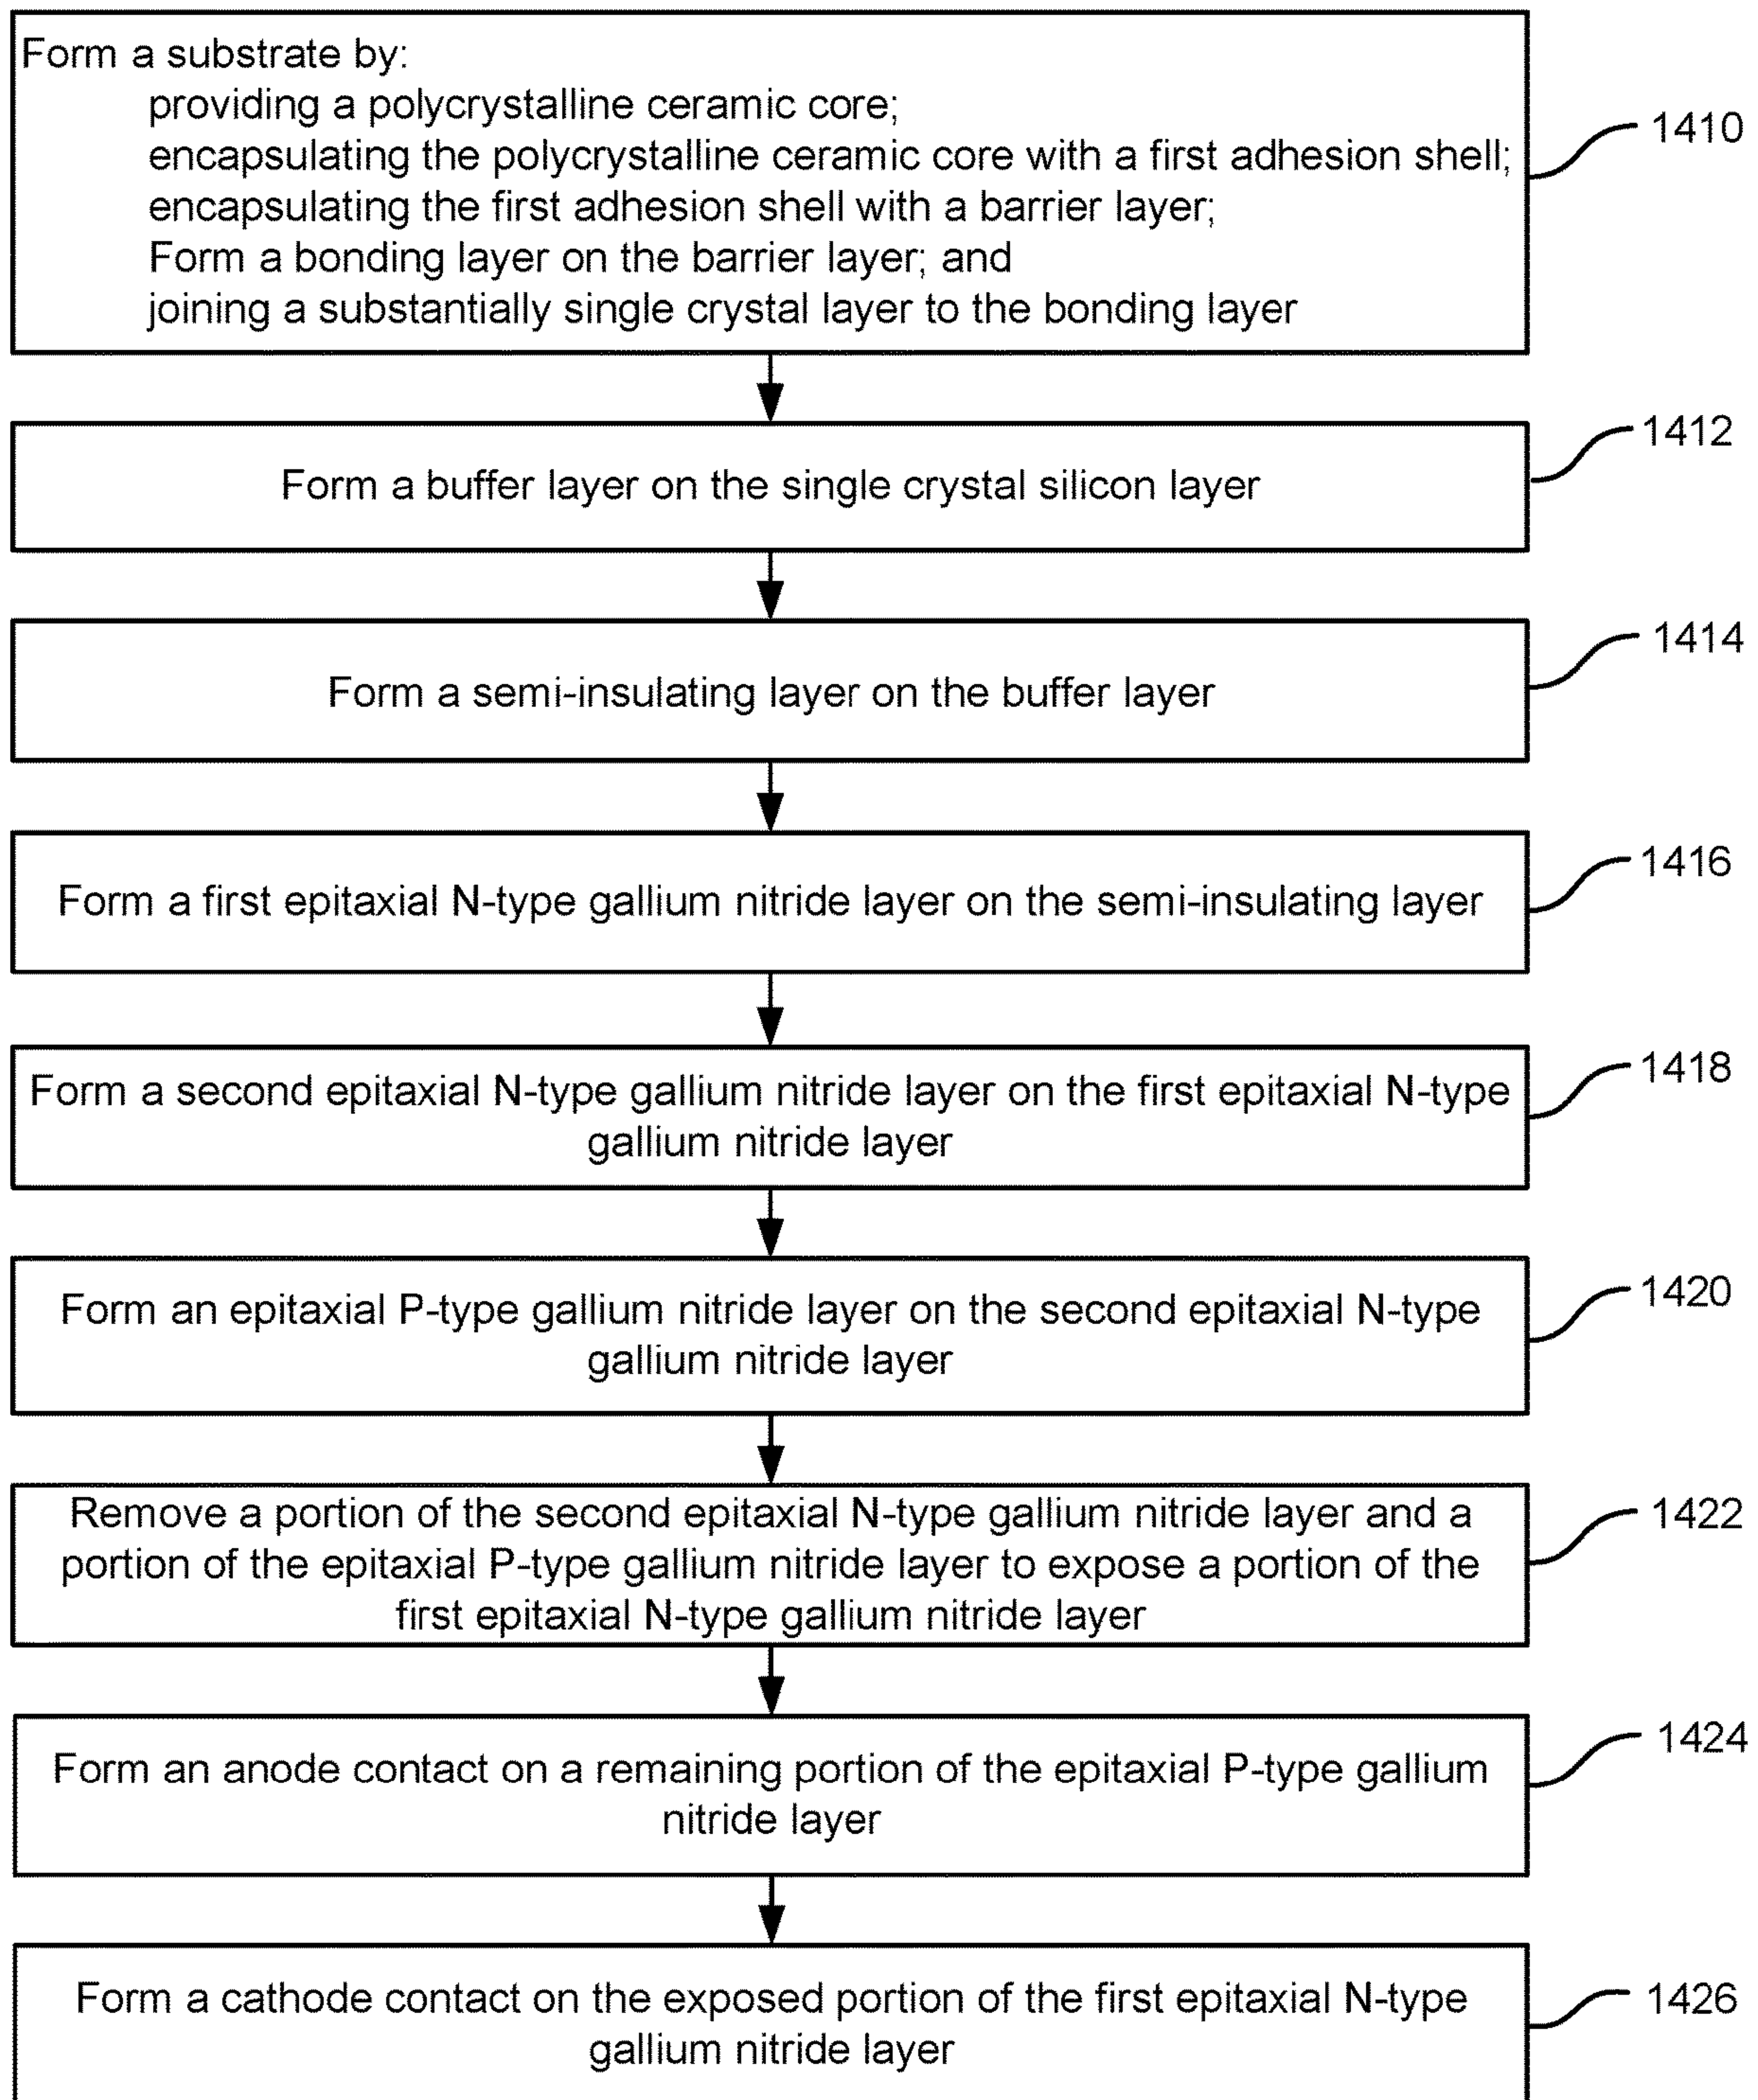 Form a substrate by:
providing a polycrystalline ceramic core;
encapsulating the polycrystalline ceramic core with a first adhesion shell;
encapsulating the first adhesion shell with a barrier layer;
Form a bonding layer on the barrier layer; and
joining a substantially single crystal layer to the bonding layer
1410
Form a buffer layer on the single crystal silicon layer
1412
Form a semi-insulating layer on the buffer layer
1414
Form a first epitaxial N-type gallium nitride layer on the semi-insulating layer
1416
Form a second epitaxial N-type gallium nitride layer on the first epitaxial N-type
gallium nitride layer
1418
Form an epitaxial P-type gallium nitride layer on the second epitaxial N-type
gallium nitride layer
1420
Remove a portion of the second epitaxial N-type gallium nitride layer and a
portion of the epitaxial P-type gallium nitride layer to expose a portion of the
first epitaxial N-type gallium nitride layer
1422
Form an anode contact on a remaining portion of the epitaxial P-type gallium
nitride layer
1424
Form a cathode contact on the exposed portion of the first epitaxial N-type
gallium nitride layer
1426